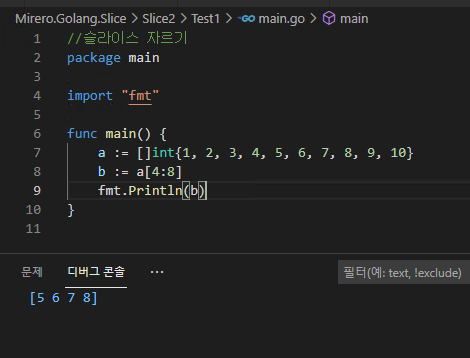 Mirero.Golang.Slice > Slice2 > Test1 > main.go > main
1 //슬라이스 자르기
2 package main
3
4 import "fmt"
5
6 func main() {
7 a := []int{1, 2, 3, 4, 5, 6, 7, 8, 9, 10}
8 b := a[4:8]
9 fmt.Println(b)
10 }
11
문제 디버그 콘솔 ··· 필터(예: text, !exclude)
[5 6 7 8]